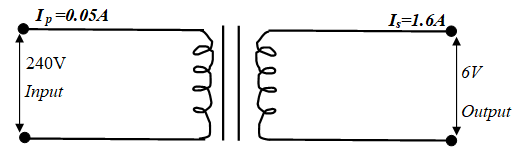 Ip=0.05A
Is=1.6A
240V
Input
6V
Output